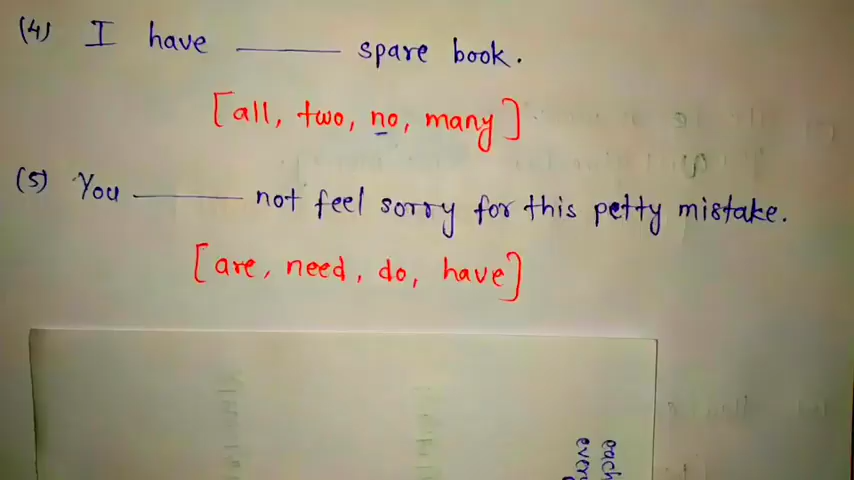 (4) I have ______ spare book.
[all, two, no, many]
(5) You ______ not feel sorry for this petty mistake.
[are, need, do, have]
each